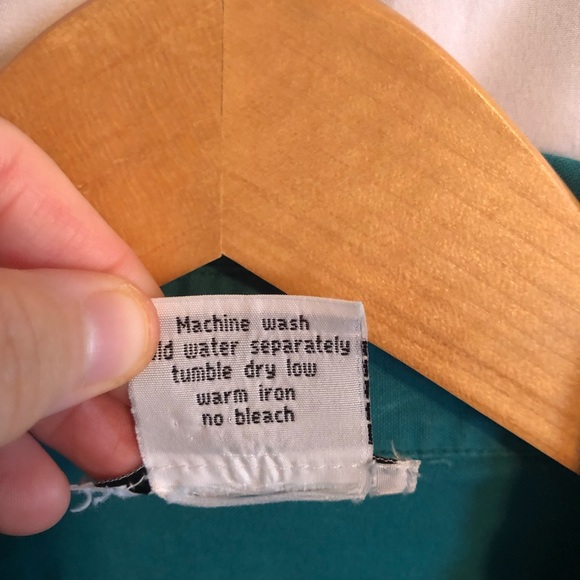 Machine wash
ld water separately
tumble dry low
warm iron
no bleach